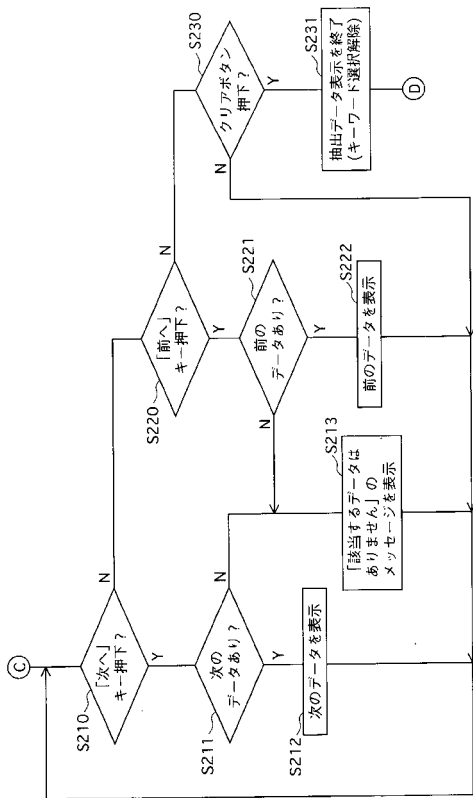 C
S210
「次へ」
キー押下？
Y
N
S211
次の
データあり？
Y
N
S212
次のデータを表示
S213
「該当するデータは
ありません」の
メッセージを表示
S220
「前へ」
キー押下？
Y
N
S221
前の
データあり？
Y
N
S222
前のデータを表示
S230
クリアボタン
押下？
Y
N
S231
抽出データ表示を終了
(キーワード選択解除)
D